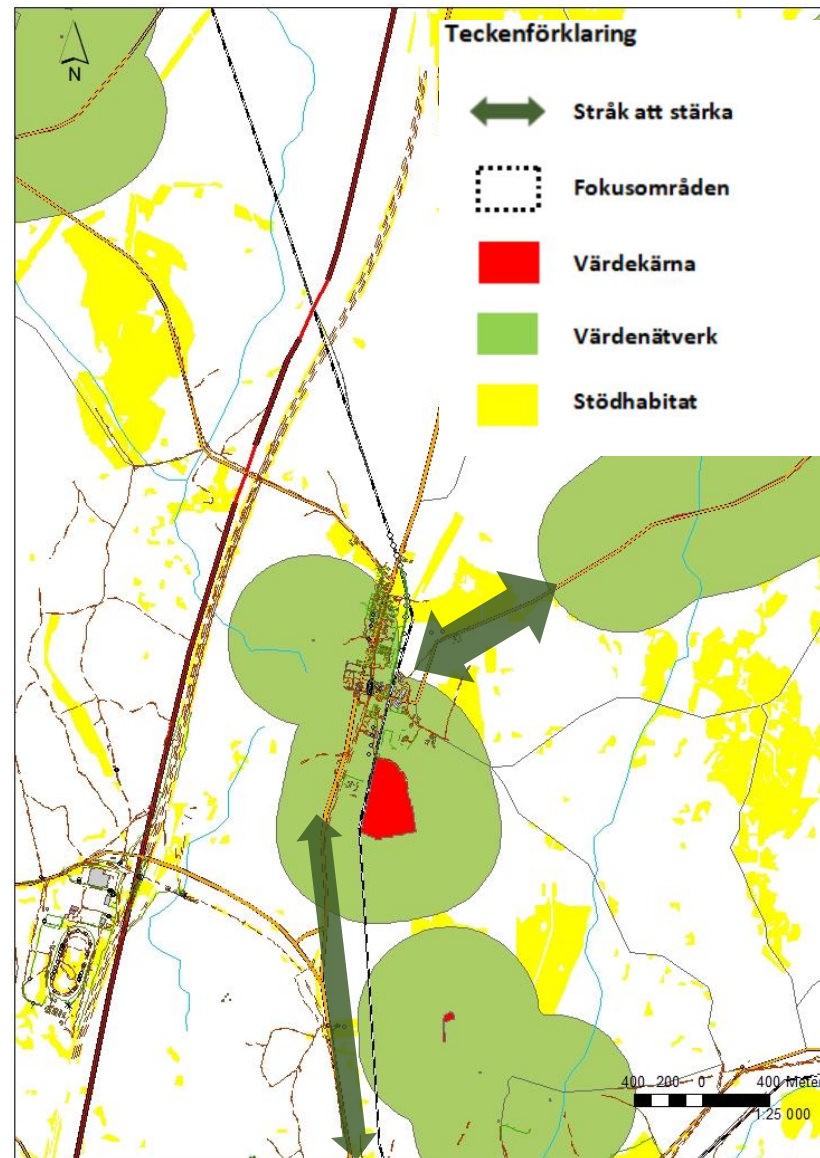 N
Teckenförklaring
Stråk att stärka
Fokusområden
Värdekärna
Värdenätverk
Stödhabitat
400 200 0 400 Meter
1:25 000